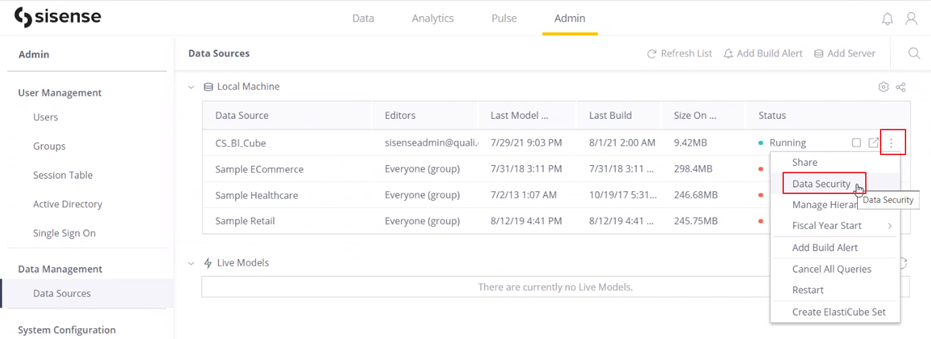 sisense
Data Analytics Pulse Admin
Admin
Data Sources
Refresh List Add Build Alert Add Server
User Management
Users
Groups
Session Table
Active Directory
Single Sign On
Data Management
Data Sources
System Configuration
Local Machine
Data Source Editors Last Model ... Last Build Size On ... Status
CS_BI_Cube sisenseadmin@quali. 7/29/21 9:03 PM 8/1/21 2:00 AM 9.42MB Running
Sample ECommerce Everyone (group) 7/31/18 3:11 ... 7/31/18 3:11 ... 298.4MB
Sample Healthcare Everyone (group) 7/2/13 1:07 AM 10/19/17 5:31... 246.68MB
Sample Retail Everyone (group) 8/12/19 4:41 PM 8/12/19 4:41 ... 245.75MB
Share
Data Security
Data Security
Manage Hierar
Fiscal Year Start
Add Build Alert
Cancel All Queries
Restart
Create ElastiCube Set
Live Models
There are currently no Live Models.